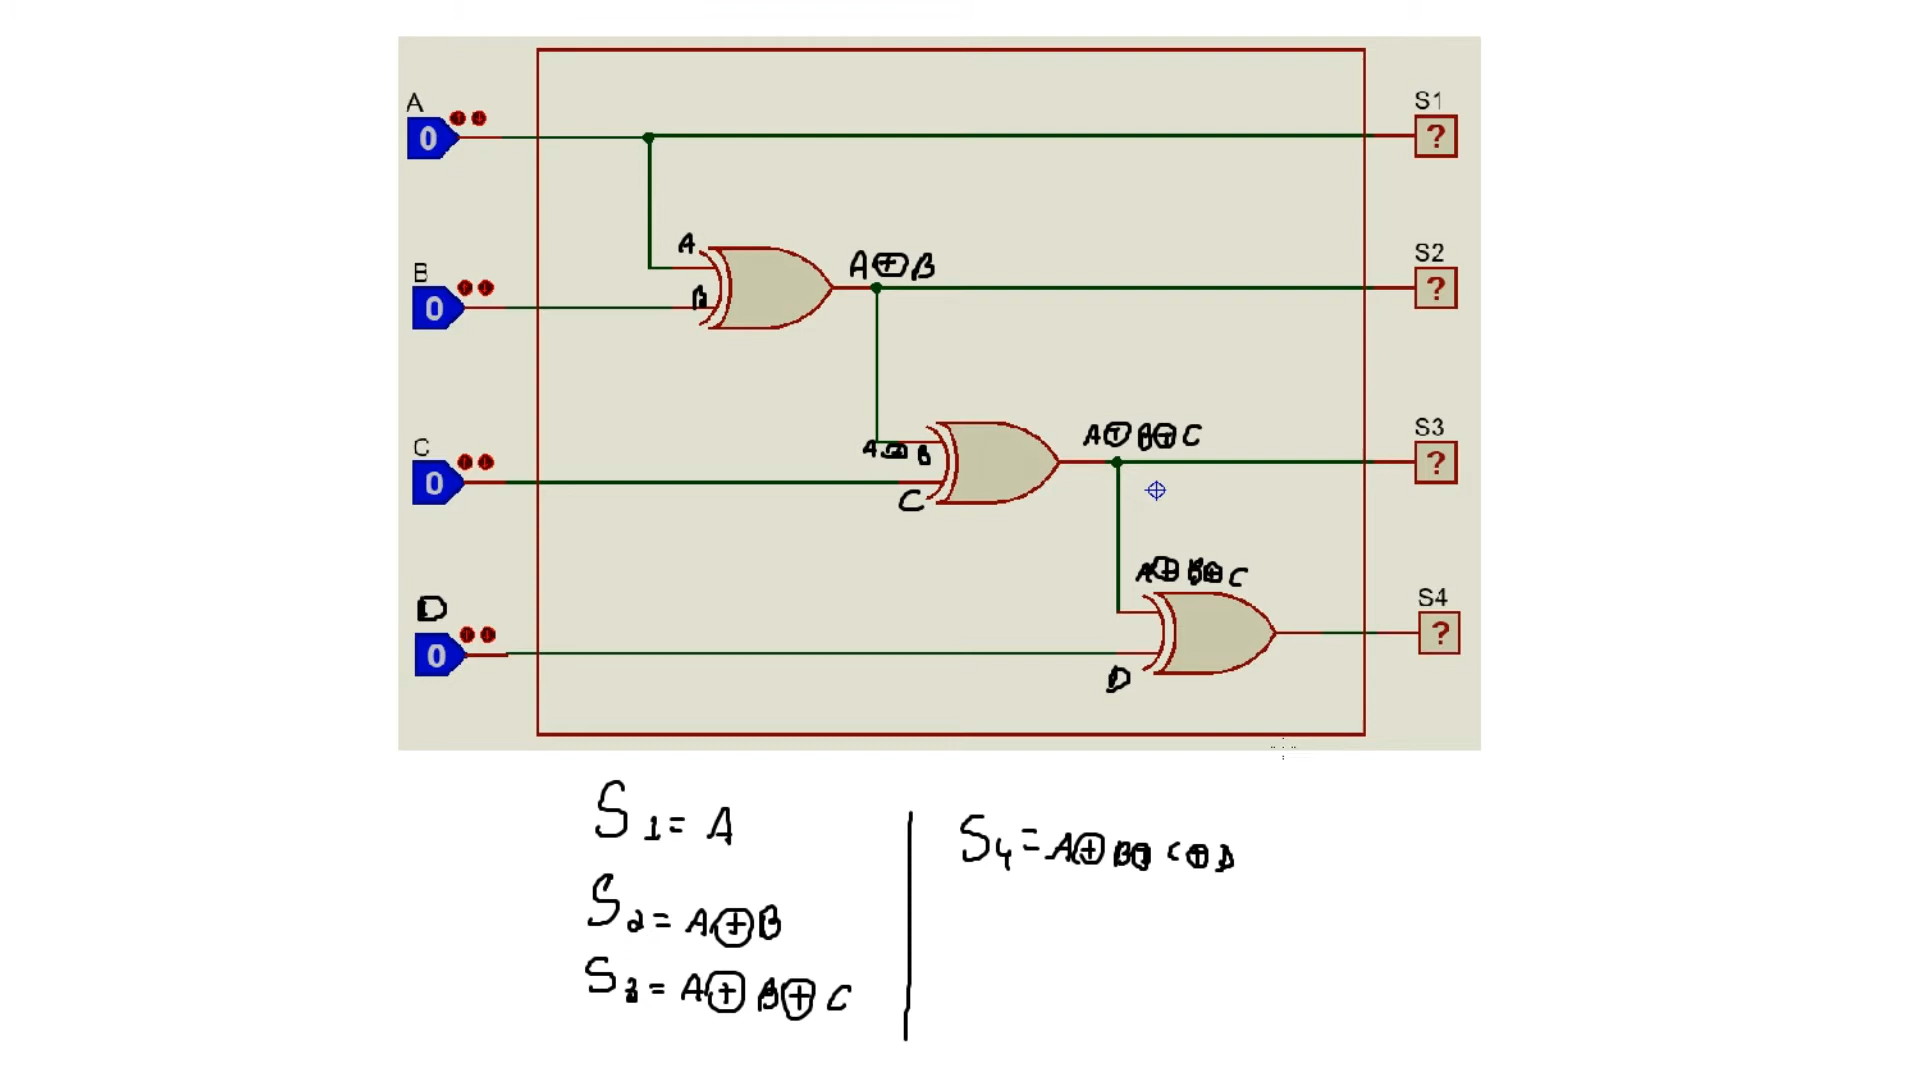 A
0
S1
?
B
0
A
B
A⊕B
S2
?
C
0
A⊕B
C
A⊕B⊕C
S3
?
D
0
A⊕B⊕C
D
S4
?
S1= A
S2= A⊕B
S3= A⊕B⊕C
S4= A⊕B⊕C⊕D